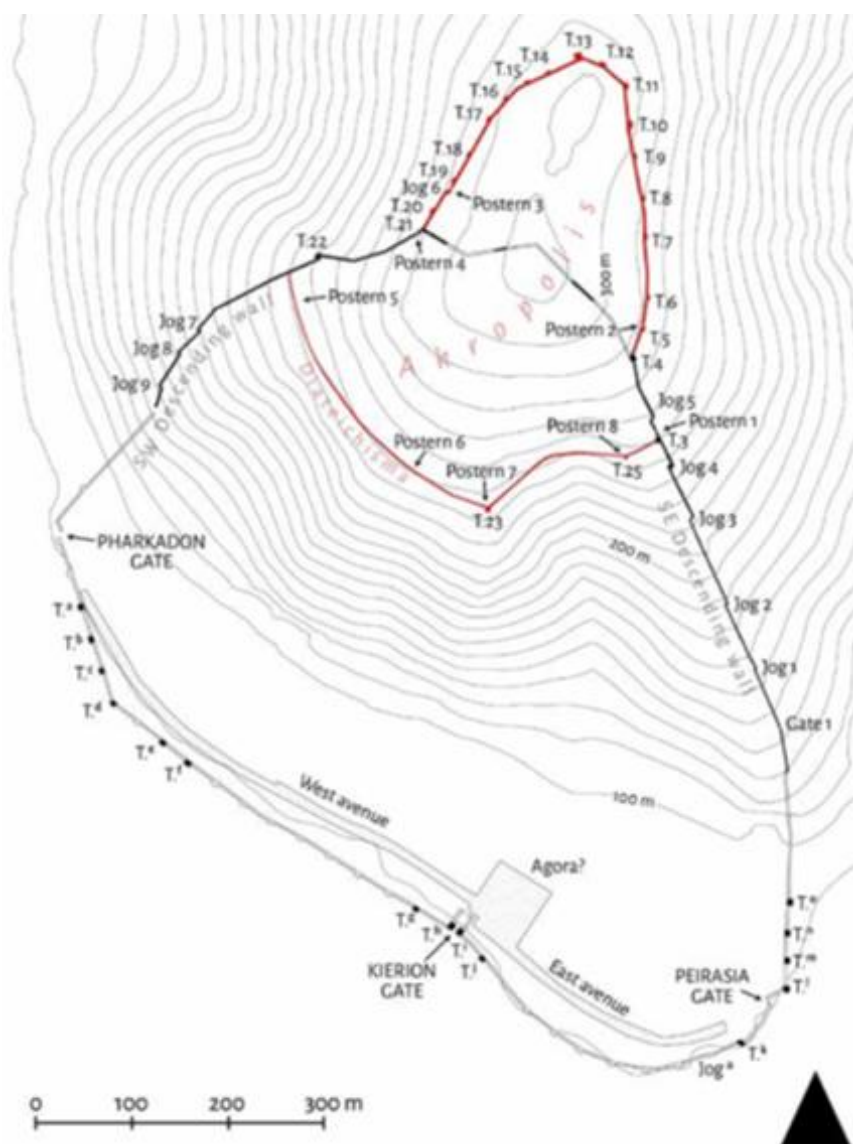 T.13
T.12
T.14
T.15
T.11
T.16
T.17
T.10
T.18
T.9
T.19
Jog 6
T.8
T.20
Postern 3
T.21
T.7
T.22
Postern 4
300 m
Akropolis
Postern 5
T.6
Postern 2
T.5
Jog 7
T.4
Jog 8
Jog 9
SW Descending wall
Diateichisma
Jog 5
Postern 1
Postern 8
T.3
Postern 6
Postern 7
T.25
Jog 4
T.23
Jog 3
PHARKADON
GATE
200 m
SE Descending wall
T.a
Jog 2
T.b
T.c
Jog 1
T.d
Gate 1
T.e
T.f
West avenue
100 m
Agora?
T.g
T.h
T.i
T.j
T.n
T.m
KIERION
GATE
East avenue
PEIRASIA
GATE
T.l
T.k
Jog a
0 100 200 300 m